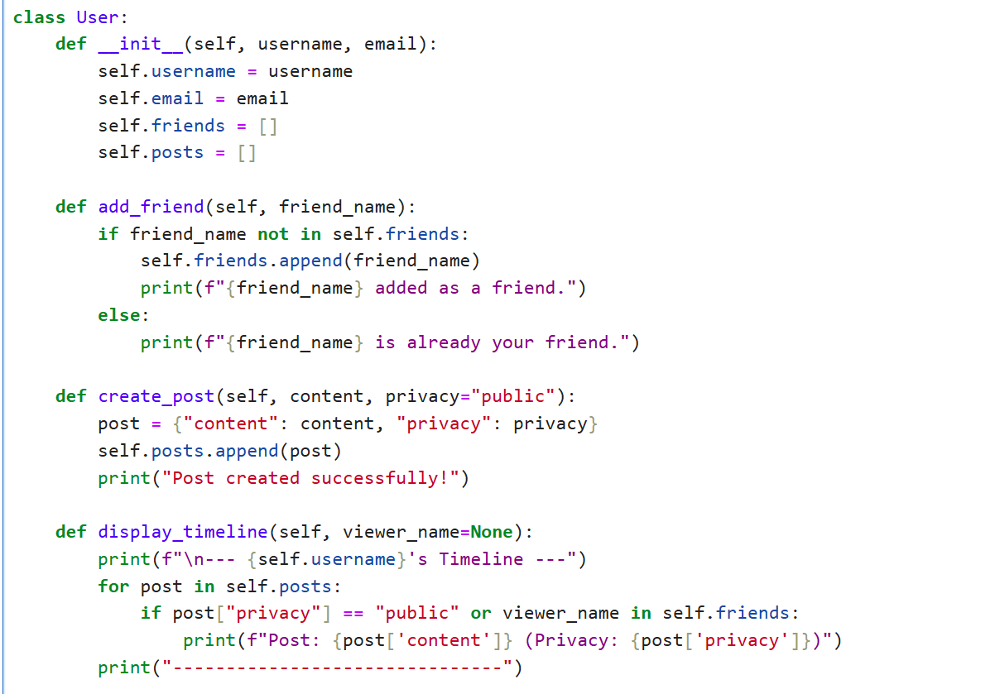 class User:
    def __init__(self, username, email):
        self.username = username
        self.email = email
        self.friends = []
        self.posts = []

    def add_friend(self, friend_name):
        if friend_name not in self.friends:
            self.friends.append(friend_name)
            print(f"{friend_name} added as a friend.")
        else:
            print(f"{friend_name} is already your friend.")

    def create_post(self, content, privacy="public"):
        post = {"content": content, "privacy": privacy}
        self.posts.append(post)
        print("Post created successfully!")

    def display_timeline(self, viewer_name=None):
        print(f"\n--- {self.username}'s Timeline ---")
        for post in self.posts:
            if post["privacy"] == "public" or viewer_name in self.friends:
                print(f"Post: {post['content']} (Privacy: {post['privacy']})")
        print("-------------------------------")